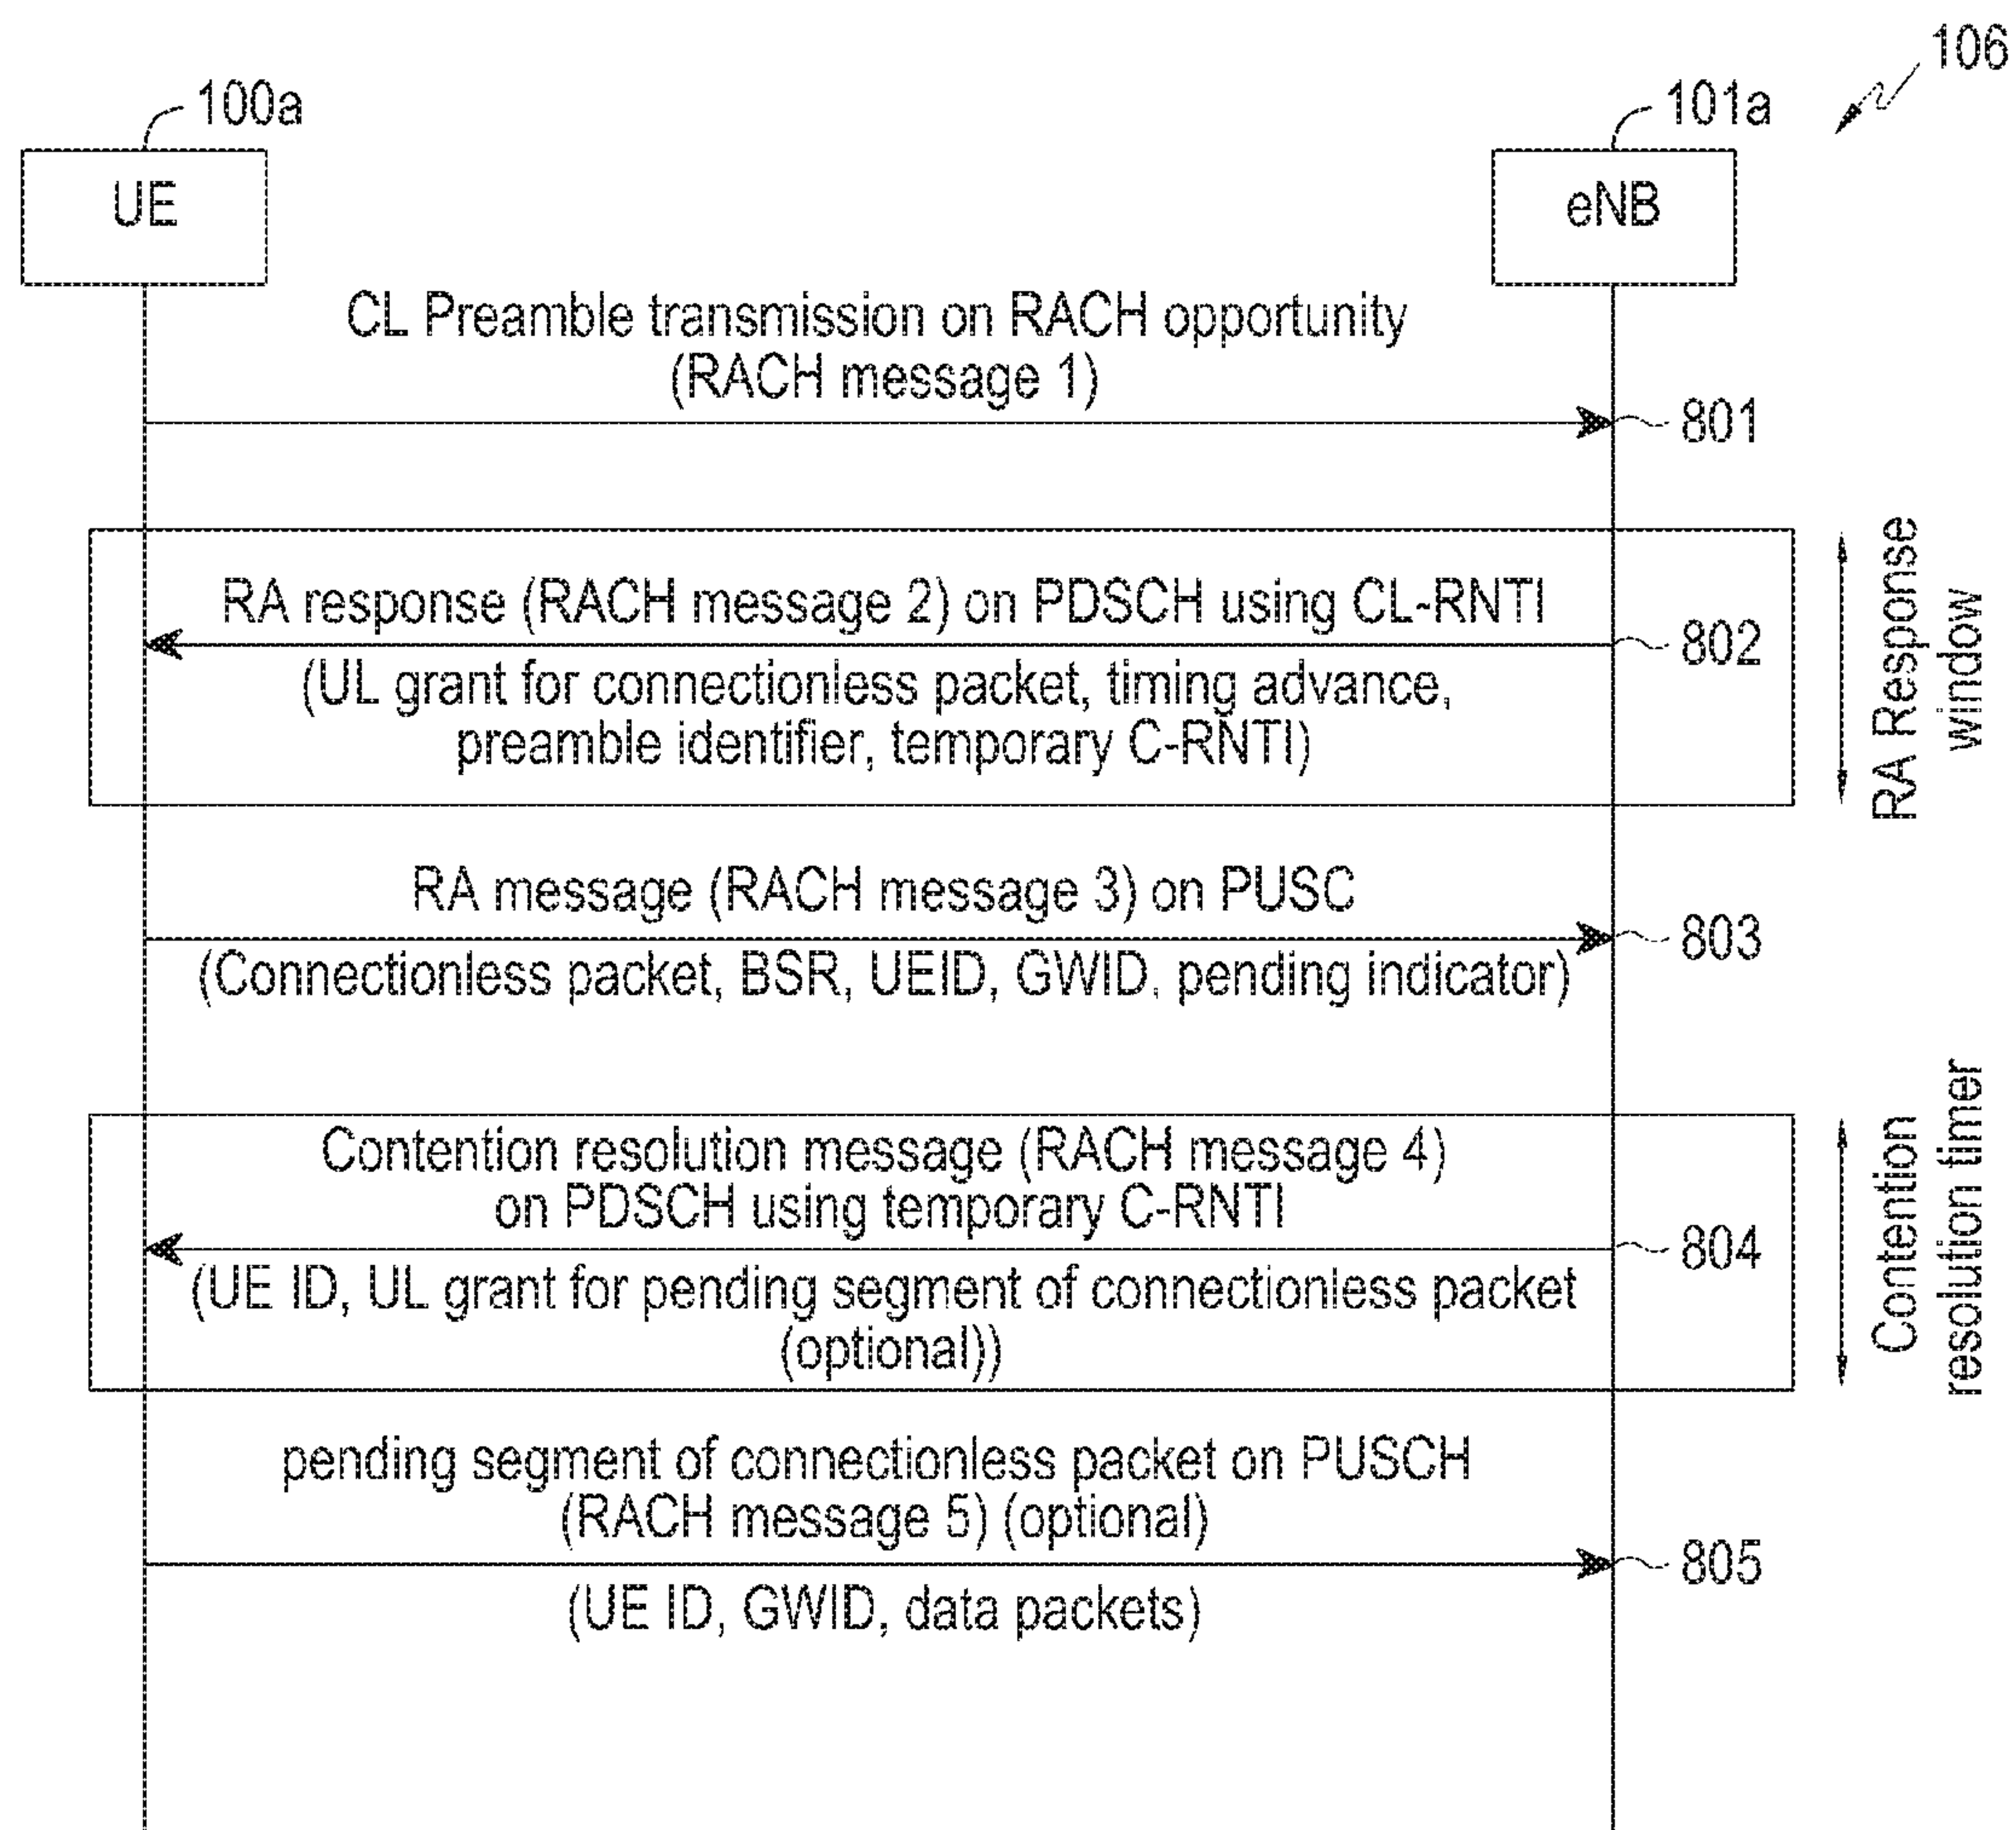 106
100a
101a
UE
eNB
CL Preamble transmission on RACH opportunity
(RACH message 1)
801
RA response (RACH message 2) on PDSCH using CL-RNTI
802
(UL grant for connectionless packet, timing advance,
preamble identifier, temporary C-RNTI)
RA Response
window
RA message (RACH message 3) on PUSC
803
(Connectionless packet, BSR, UEID, GWID, pending indicator)
Contention resolution message (RACH message 4)
on PDSCH using temporary C-RNTI
804
(UE ID, UL grant for pending segment of connectionless packet
(optional))
Contention
resolution timer
pending segment of connectionless packet on PUSCH
(RACH message 5) (optional)
805
(UE ID, GWID, data packets)